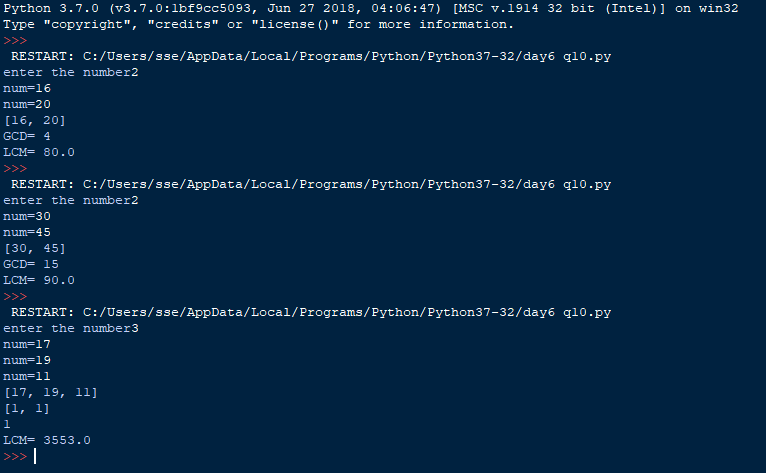 Python 3.7.0 (v3.7.0:1bf9cc5093, Jun 27 2018, 04:06:47) [MSC v.1914 32 bit (Intel)] on win32
Type "copyright", "credits" or "license()" for more information.
>>>
 RESTART: C:/Users/sse/AppData/Local/Programs/Python/Python37-32/day6 q10.py
enter the number2
num=16
num=20
[16, 20]
GCD= 4
LCM= 80.0
>>>
 RESTART: C:/Users/sse/AppData/Local/Programs/Python/Python37-32/day6 q10.py
enter the number2
num=30
num=45
[30, 45]
GCD= 15
LCM= 90.0
>>>
 RESTART: C:/Users/sse/AppData/Local/Programs/Python/Python37-32/day6 q10.py
enter the number3
num=17
num=19
num=11
[17, 19, 11]
[1, 1]
1
LCM= 3553.0
>>>